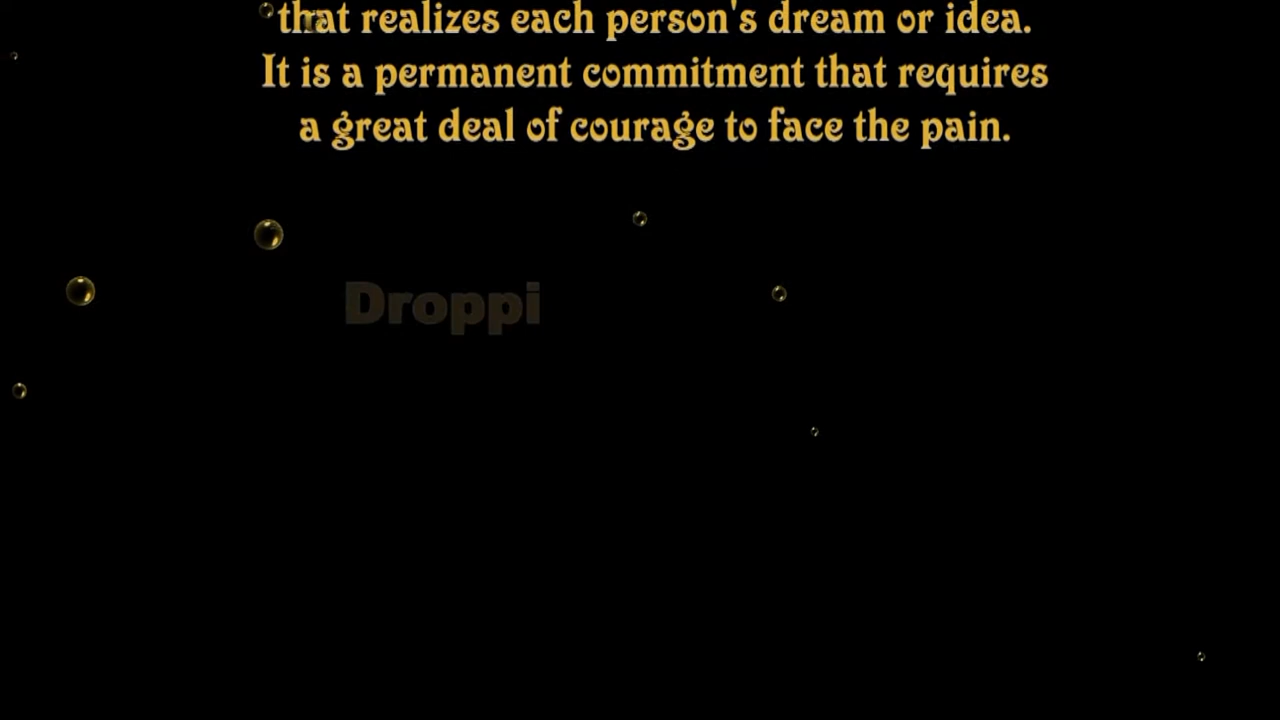 that realizes each person's dream or idea.
It is a permanent commitment that requires
a great deal of courage to face the pain.
Droppi